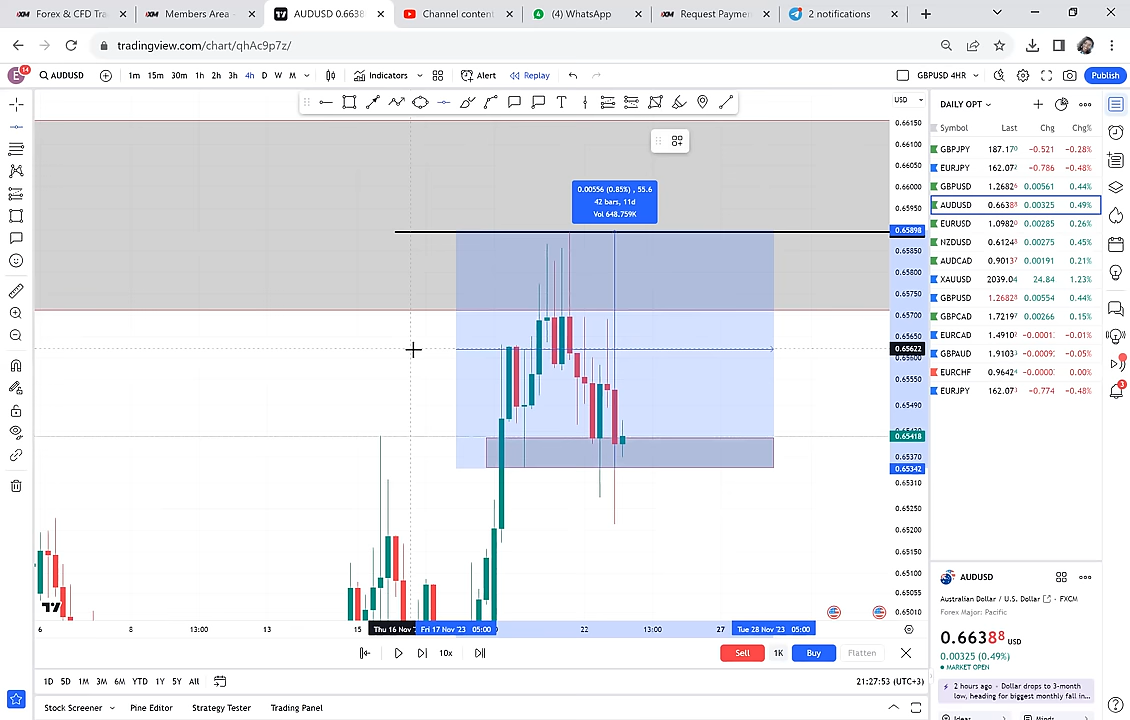 Forex & CFD Tra
Members Area -
AUDUSD 0.6638
Channel content
(4) WhatsApp
Request Payme
2 notifications
tradingview.com/chart/qhAc9p7z/
E 14 AUDUSD 1m 15m 30m 1h 2h 3h 4h D W M Indicators Alert Replay GBPUSD 4HR Publish
USD
DAILY OPT
Symbol Last Chg Chg%
GBPJPY 187.170 −0.521 −0.28%
EURJPY 162.072 −0.786 −0.48%
GBPUSD 1.2682 0.00561 0.44%
AUDUSD 0.66388 0.00325 0.49%
EURUSD 1.0982 0.00285 0.26%
NZDUSD 0.6124 0.00275 0.45%
AUDCAD 0.90137 0.00191 0.21%
XAUUSD 2039.04 24.84 1.23%
GBPUSD 1.2682 0.00554 0.44%
GBPCAD 1.7219 0.00266 0.15%
EURCAD 1.4910 −0.0001 −0.01%
GBPAUD 1.9103 −0.0009 −0.05%
EURCHF 0.9642 −0.0000 0.00%
EURJPY 162.07 −0.774 −0.48%
0.00556 (0.85%) , 55.6
42 bars, 11d
Vol 648.759K
0.66150
0.66100
0.66050
0.66000
0.65950
0.65898
0.65850
0.65800
0.65750
0.65700
0.65650
0.65622
0.65600
0.65550
0.65490
0.65418
0.65370
0.65342
0.65310
0.65250
0.65200
0.65150
0.65100
0.65055
0.65010
6 8 13:00 13 15 Thu 16 Nov Fri 17 Nov '23 05:00 22 13:00 27 Tue 28 Nov '23 05:00
10x Sell 1K Buy Flatten
1D 5D 1M 3M 6M YTD 1Y 5Y All
21:27:53 (UTC+3)
Stock Screener Pine Editor Strategy Tester Trading Panel
AUDUSD
Australian Dollar / U.S. Dollar • FXCM
Forex Major: Pacific
0.66388 USD
0.00325 (0.49%)
MARKET OPEN
2 hours ago - Dollar drops to 3-month
low, heading for biggest monthly fall in...